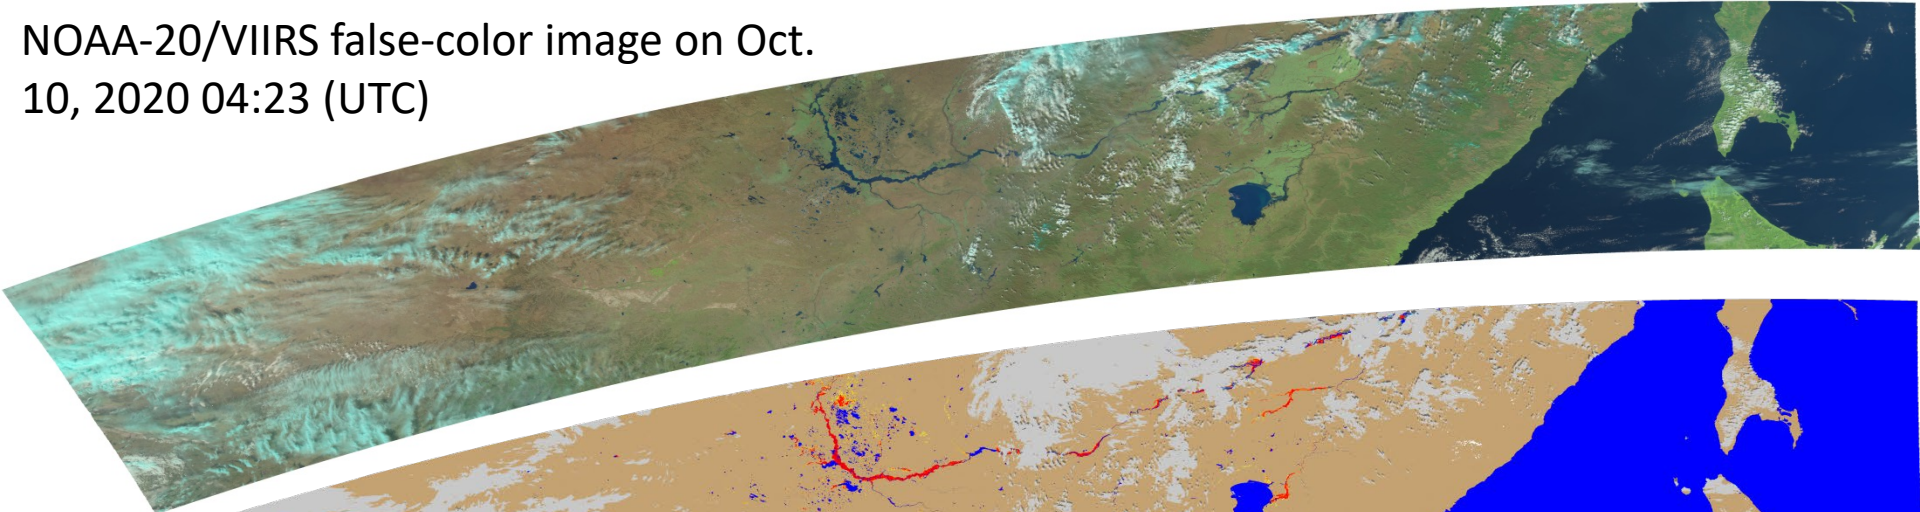 NOAA-20/VIIRS false-color image on Oct.
10, 2020 04:23 (UTC)